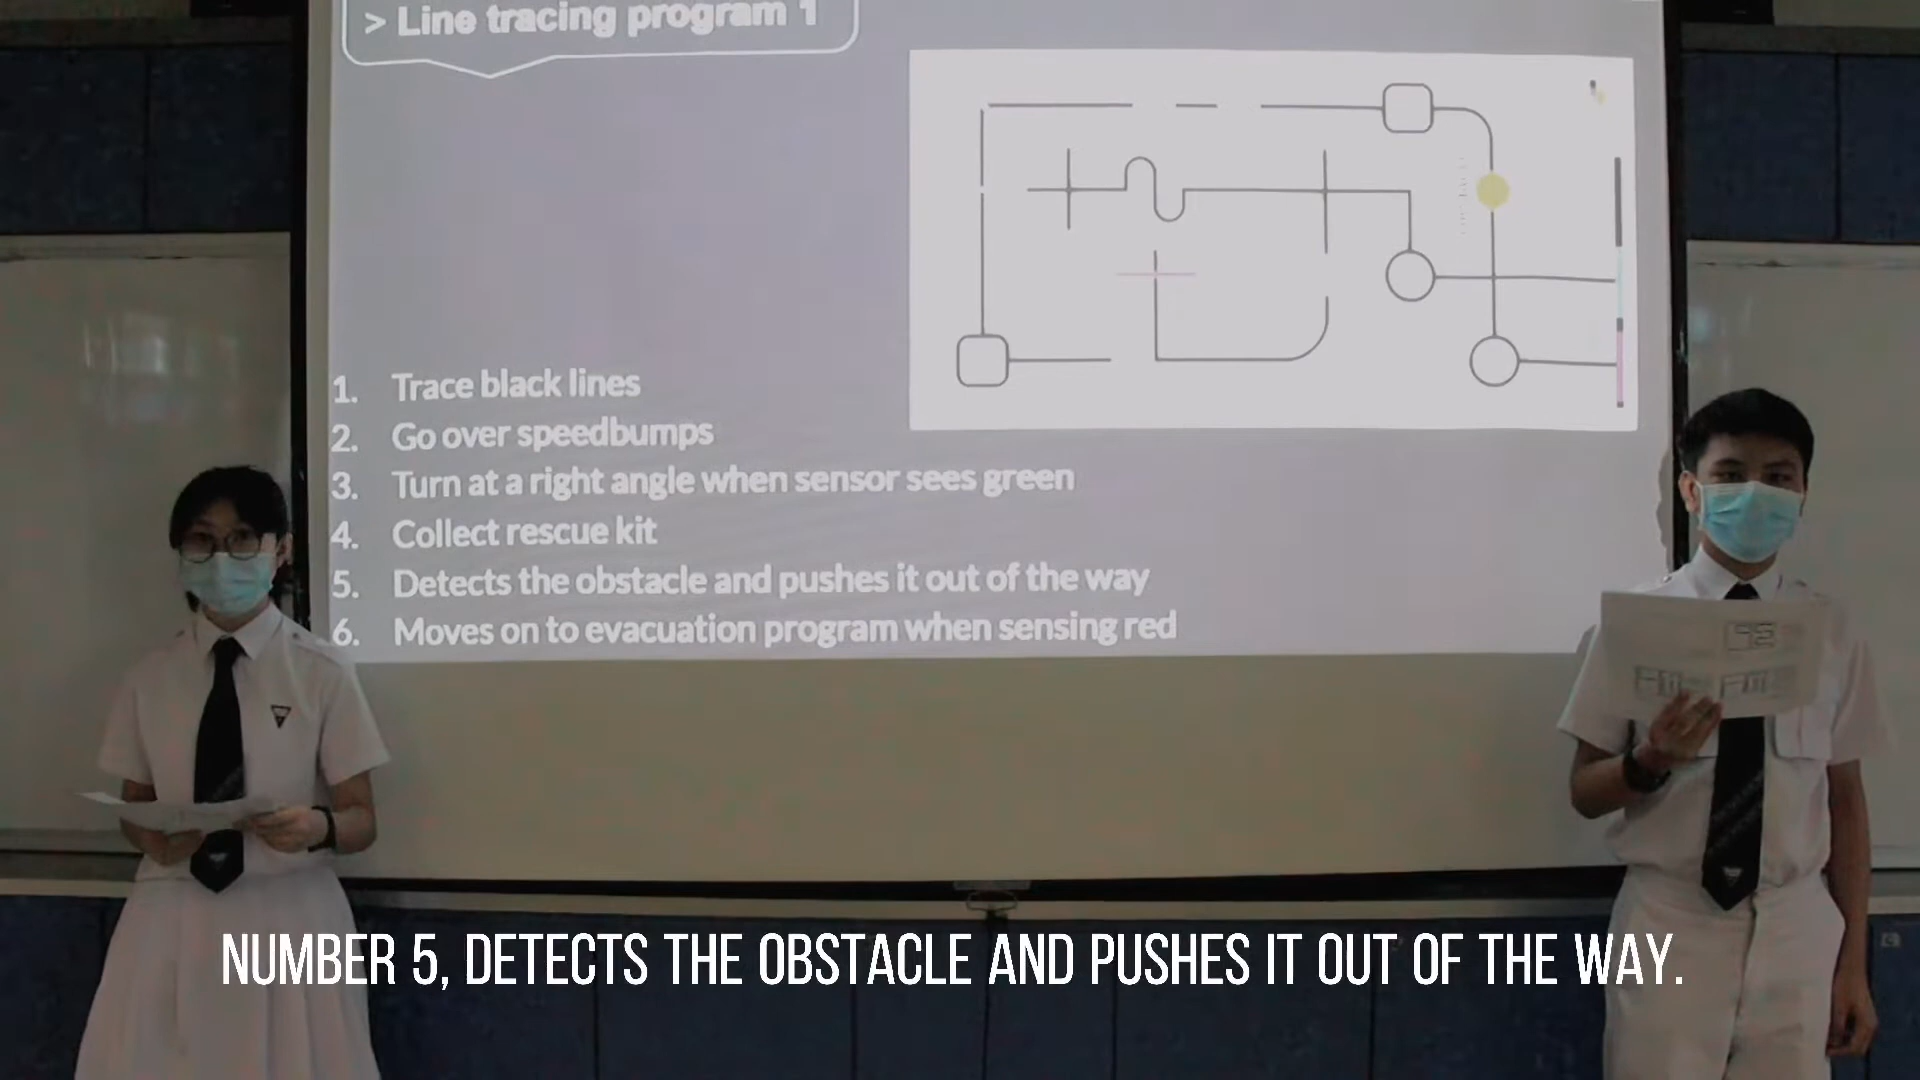 > Line tracing program 1
1. Trace black lines
2. Go over speedbumps
3. Turn at a right angle when sensor sees green
4. Collect rescue kit
5. Detects the obstacle and pushes it out of the way
6. Moves on to evacuation program when sensing red
NUMBER 5, DETECTS THE OBSTACLE AND PUSHES IT OUT OF THE WAY.